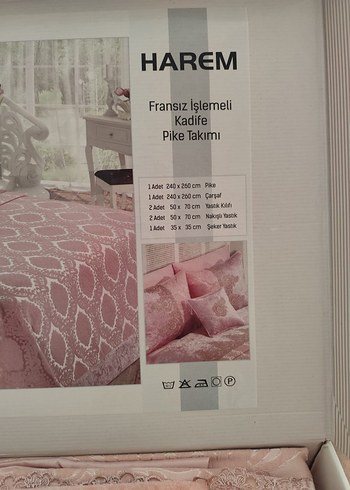 HAREM
Fransız İşlemeli
Kadife
Pike Takımı
1 Adet 240 x 260 cm Pike
1 Adet 240 x 260 cm Çarşaf
2 Adet 50 x 70 cm Yastık Kılıfı
2 Adet 50 x 70 cm Nakışlı Yastık
1 Adet 35 x 35 cm Şeker Yastık
P